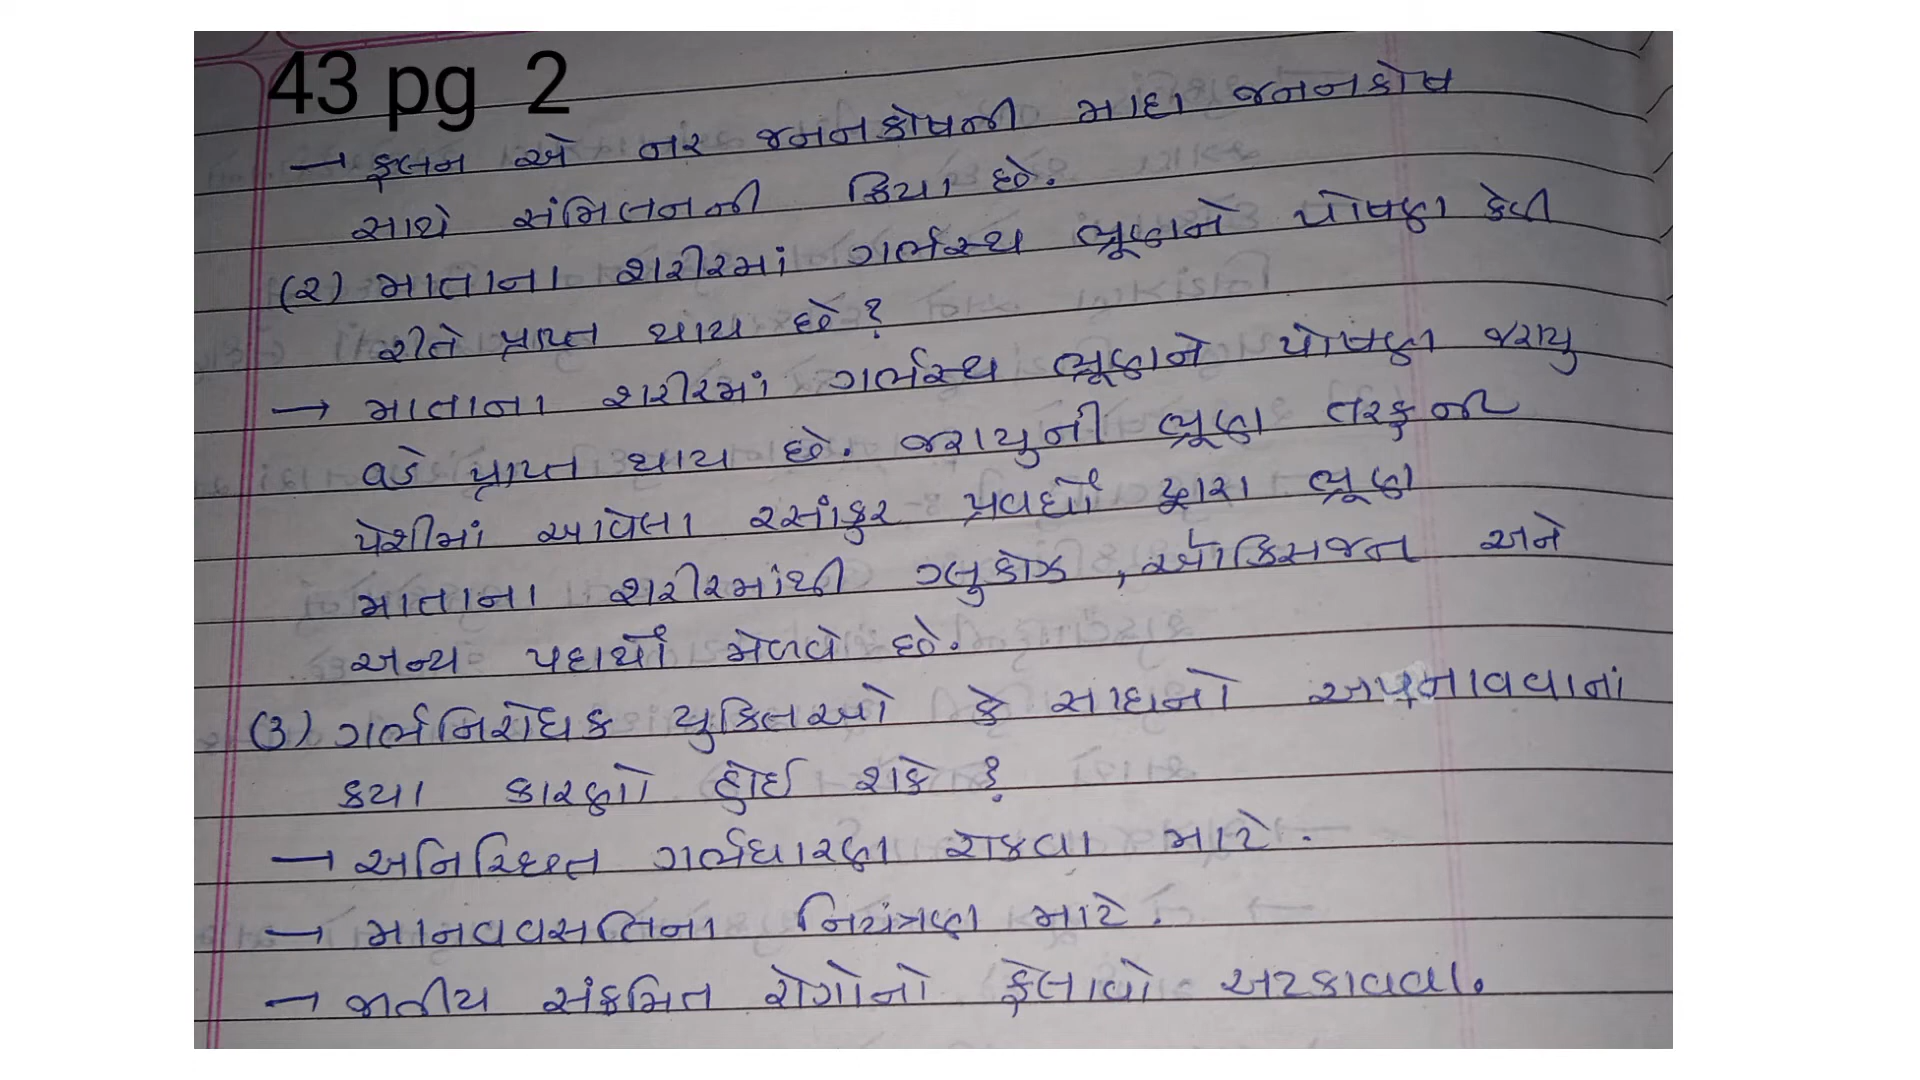 43 pg 2
→ ફલન એ નર જનનકોષની માદા જનનકોષ
સાથે સંમિલનની ક્રિયા છે.
(૨) માતાના શરીરમાં ગર્ભસ્થ ભ્રૂણને પોષણ કેવી
રીતે પ્રાપ્ત થાય છે?
→ માતાના શરીરમાં ગર્ભસ્થ ભ્રૂણને પોષણ જરાયુ
વડે પ્રાપ્ત થાય છે. જરાયુની ભ્રૂણ તરફની
પેશીમાં આવેલા રસાંકુર પ્રવર્ધો દ્વારા ભ્રૂણ
માતાના શરીરમાંથી ગ્લુકોઝ , ઑક્સિજન અને
અન્ય પદાર્થો મેળવે છે.
(૩) ગર્ભનિરોધક યુક્તિઓ કે સાધનો અપનાવવાનાં
કયા કારણો હોઈ શકે ?
→ અનિચ્છિત ગર્ભધારણ રોકવા માટે.
→ માનવવસતિના નિયંત્રણ માટે.
→ જાતીય સંક્રમિત રોગોનો ફેલાવો અટકાવવા.